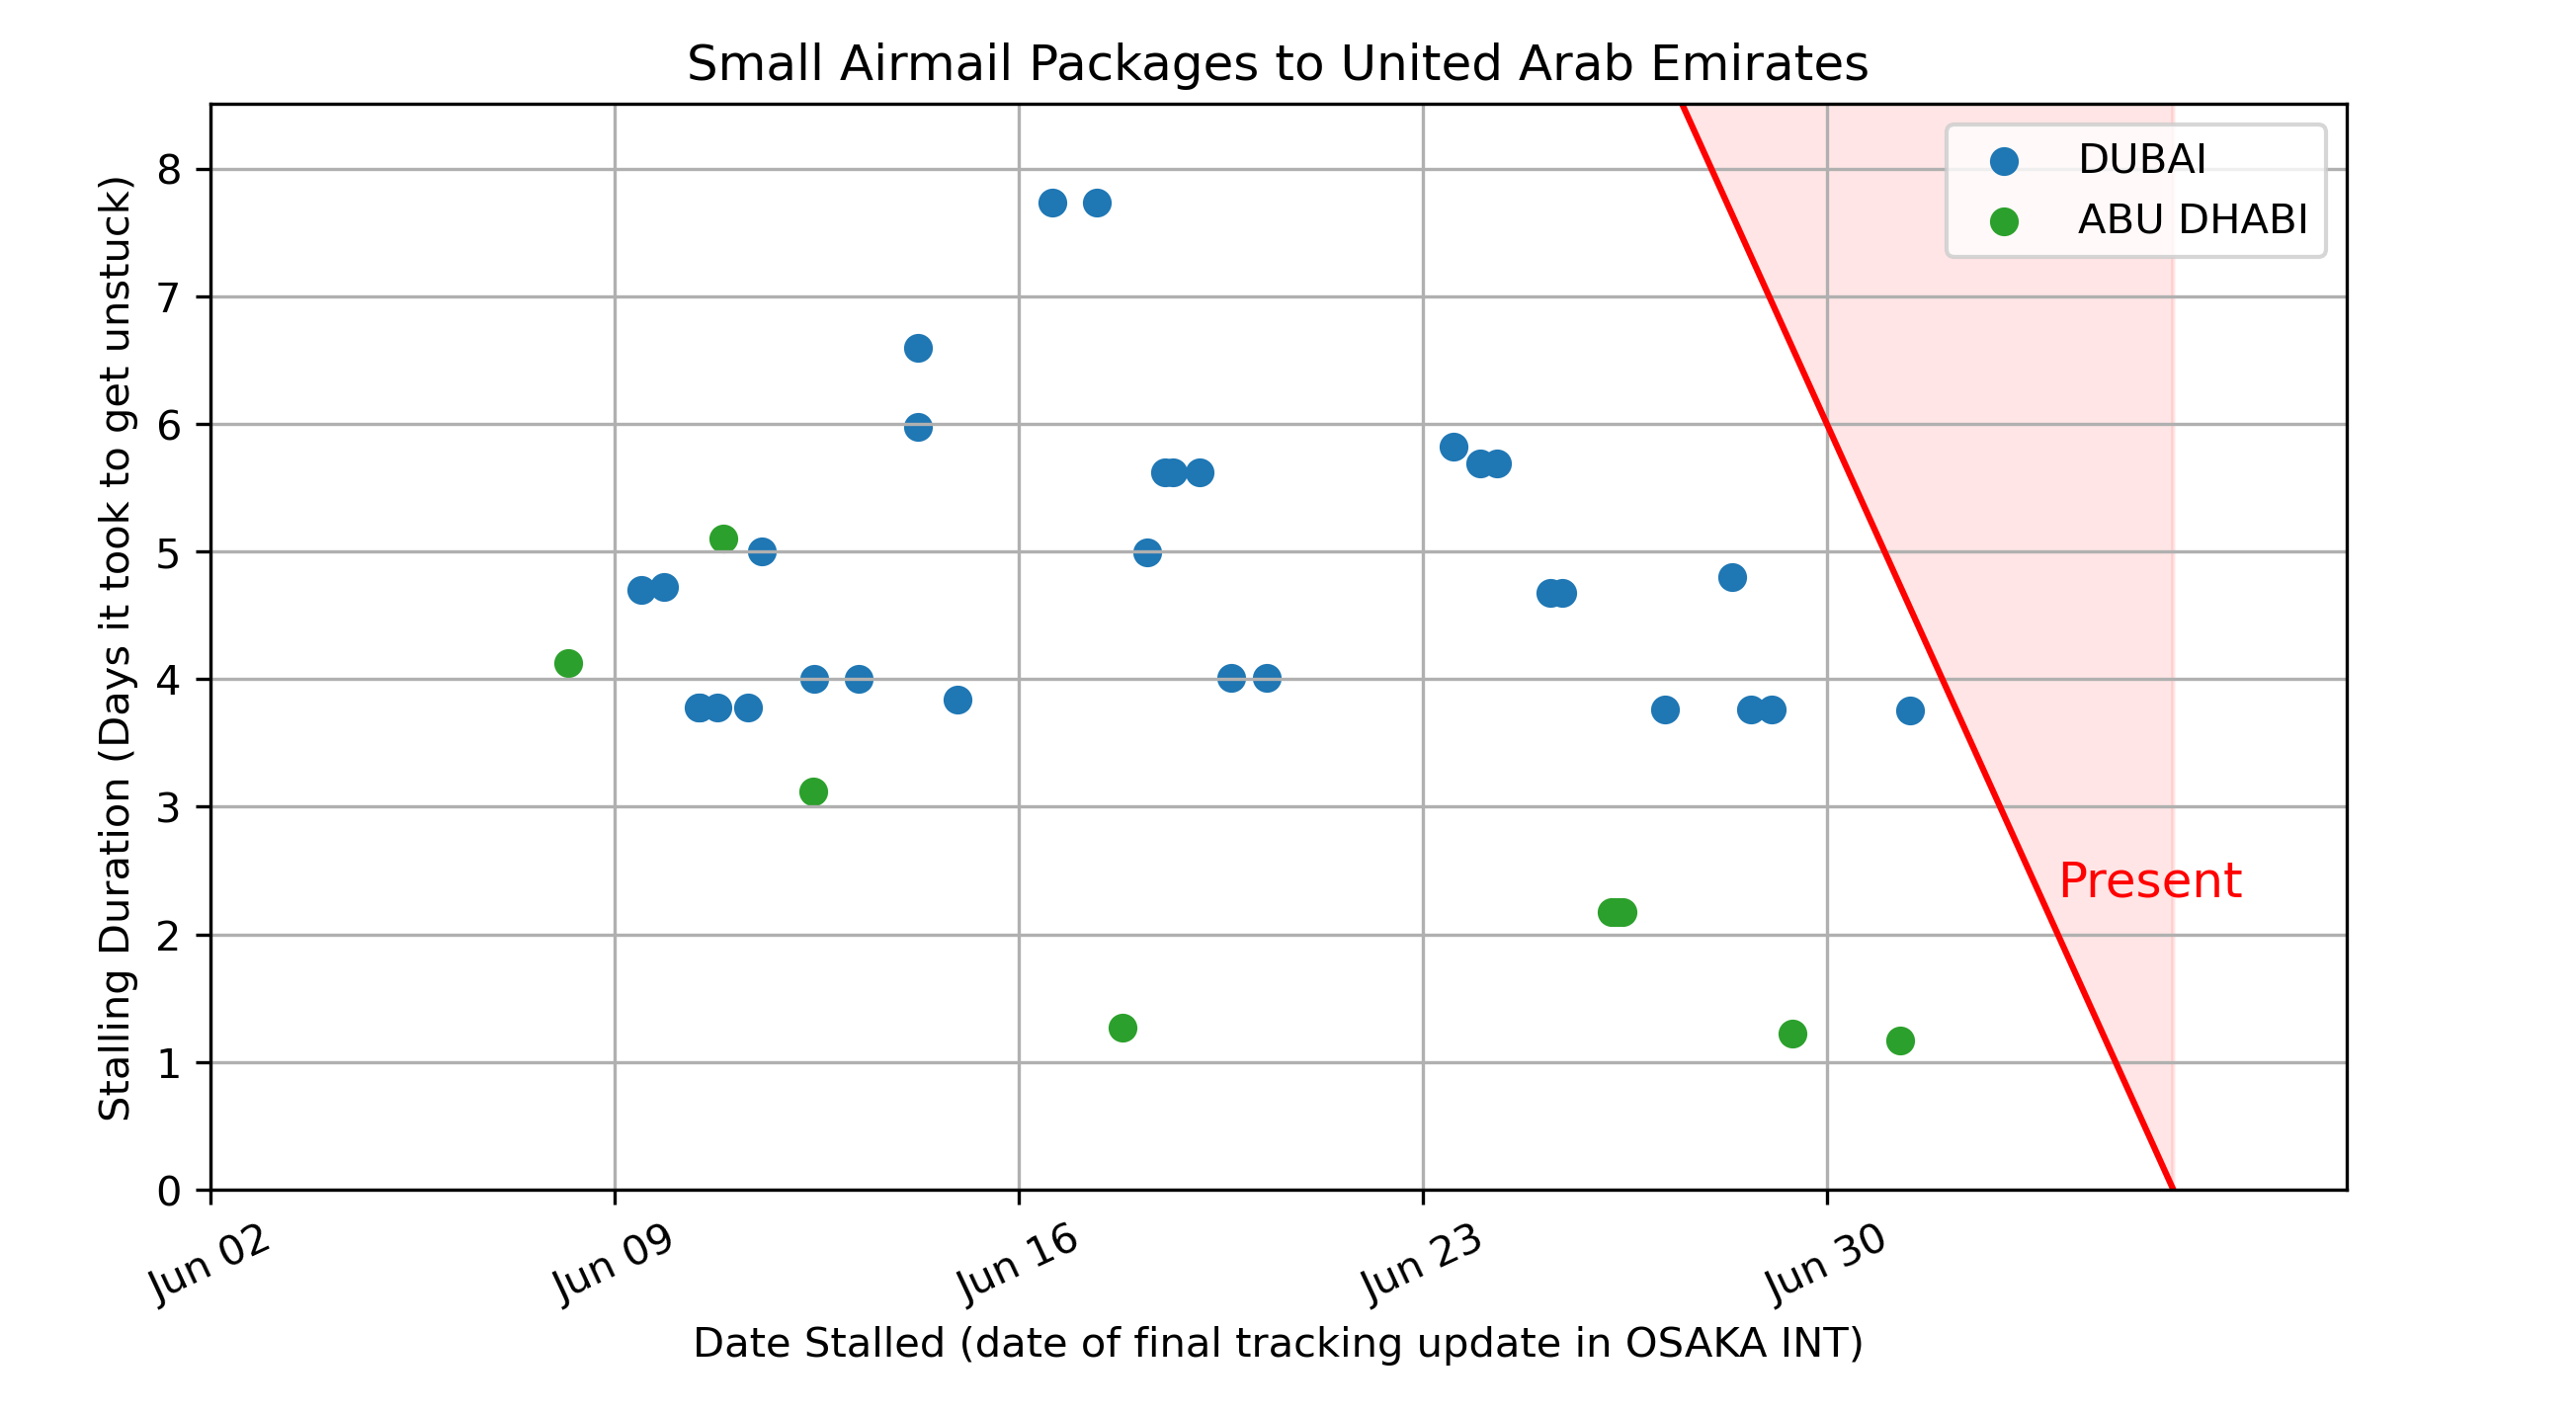 Small Airmail Packages to United Arab Emirates
DUBAI
ABU DHABI
Present
Stalling Duration (Days it took to get unstuck)
8
7
6
5
4
3
2
1
0
Jun 02
Jun 09
Jun 16
Jun 23
Jun 30
Date Stalled (date of final tracking update in OSAKA INT)